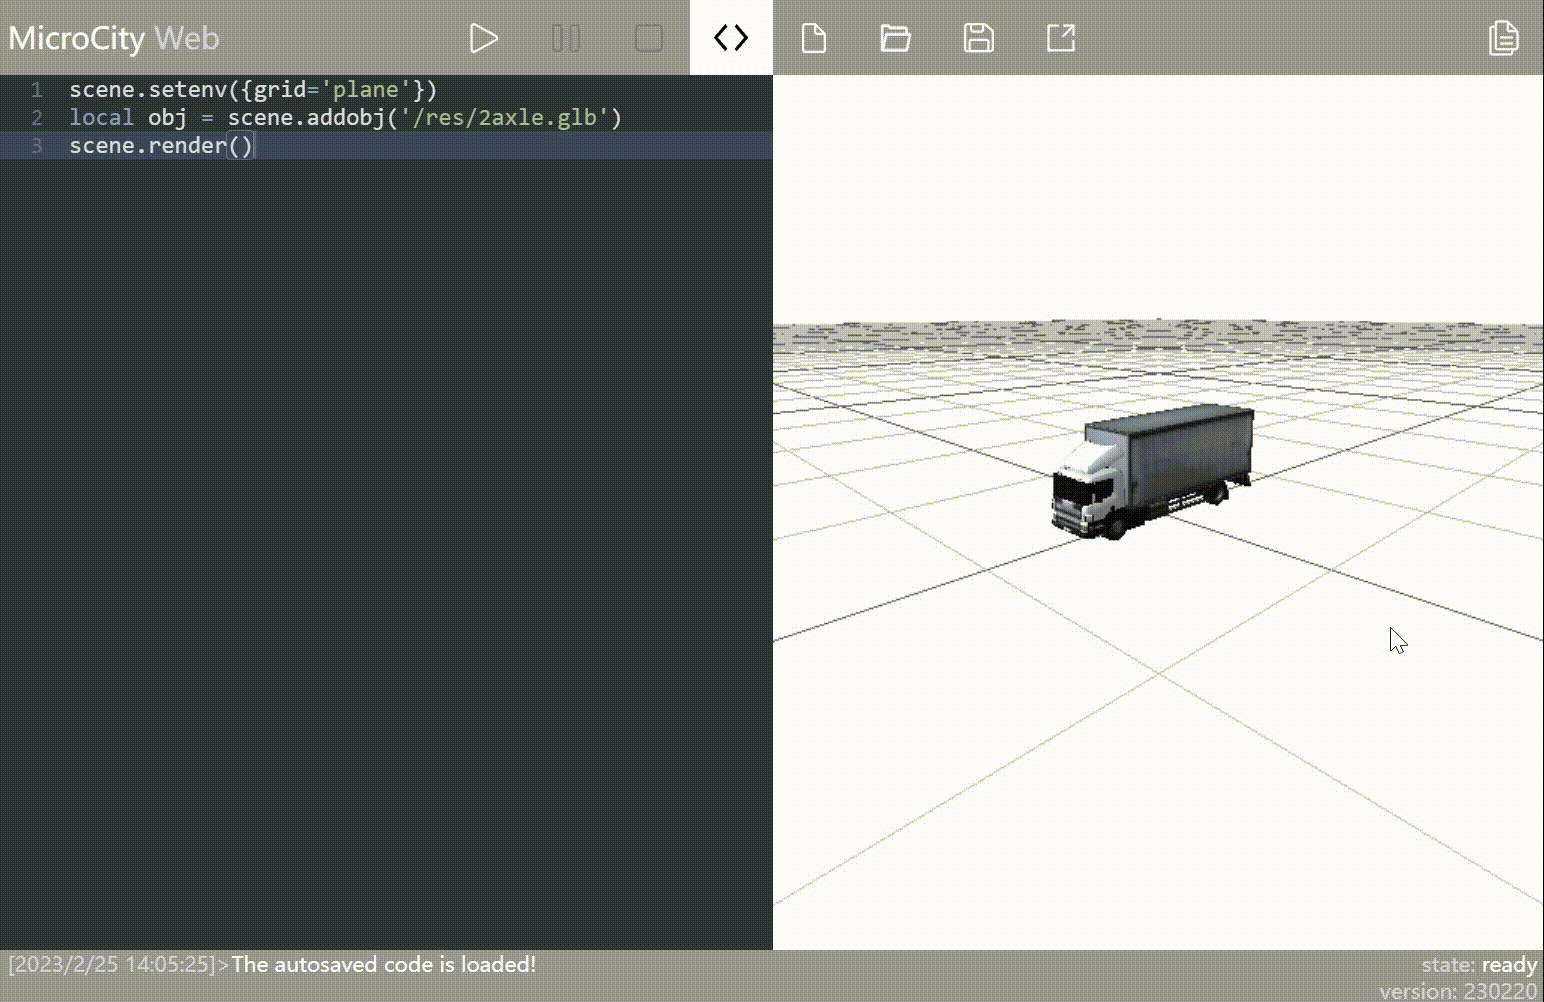 MicroCity Web
1 scene.setenv({grid='plane'})
2 local obj = scene.addobj('/res/2axle.glb')
3 scene.render()
[2023/2/25 14:05:25]>The autosaved code is loaded!
state: ready
version: 230220